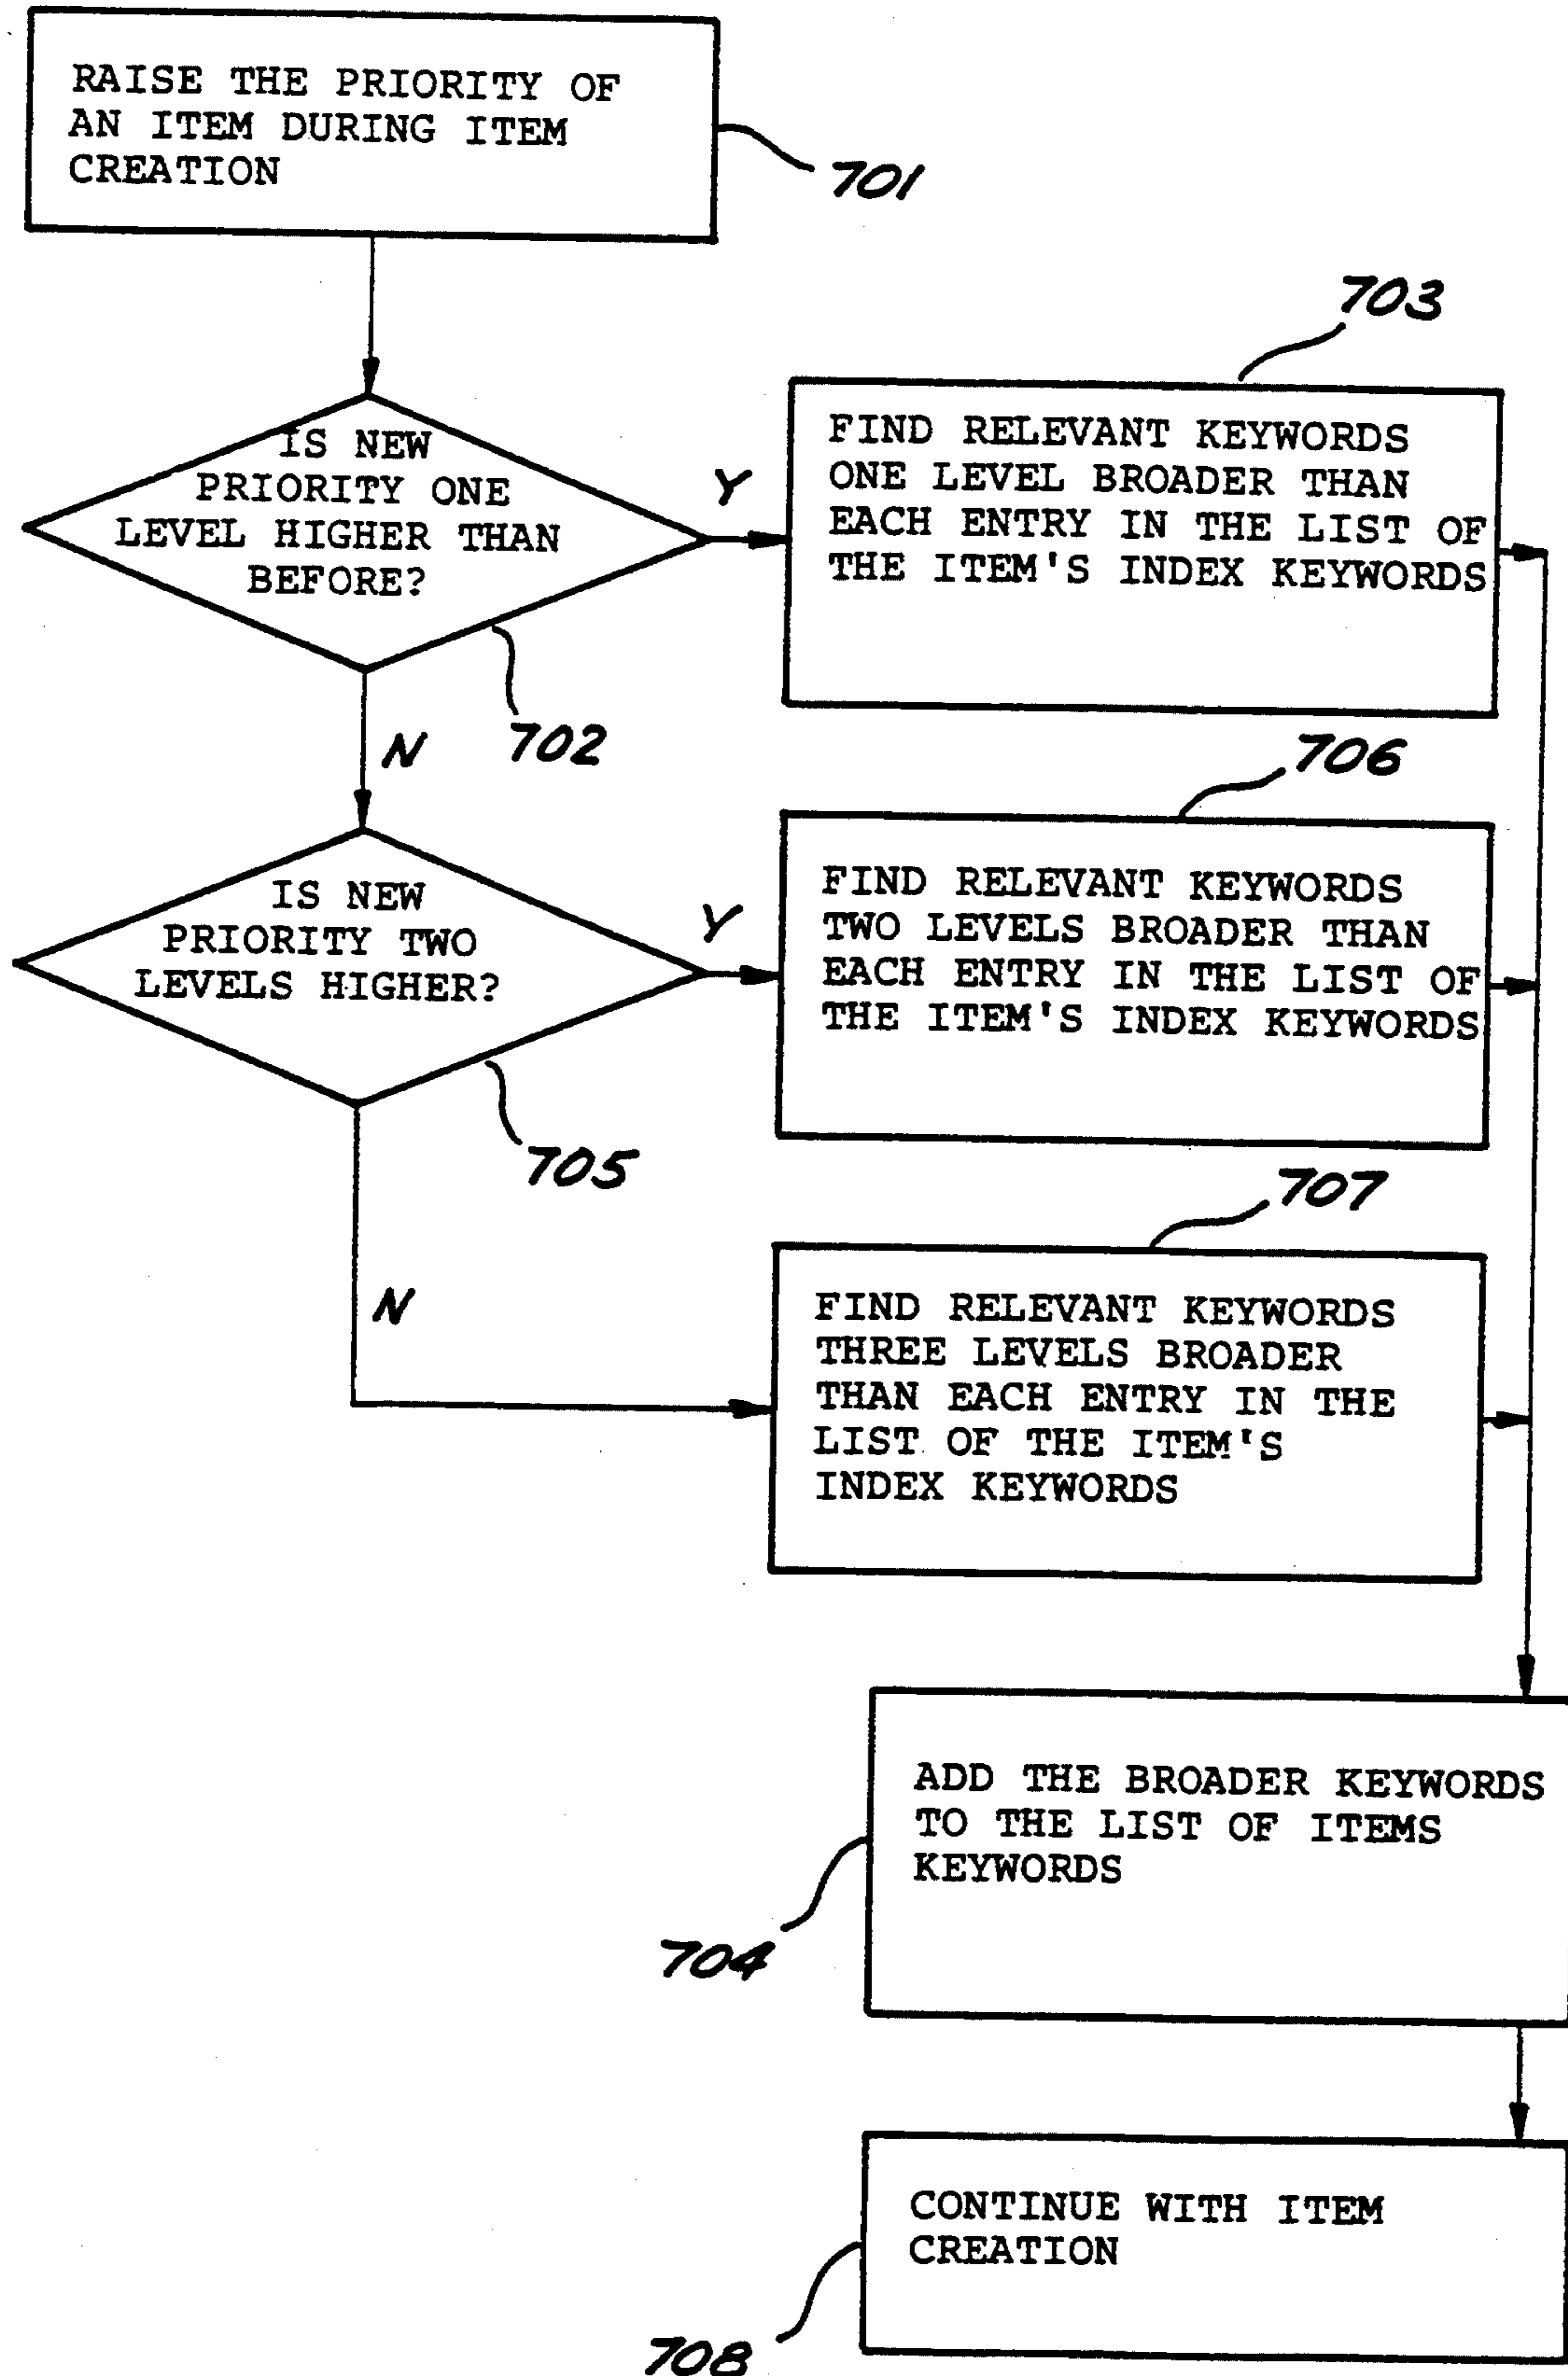 RAISE THE PRIORITY OF
AN ITEM DURING ITEM
CREATION
701
703
IS NEW
PRIORITY ONE
LEVEL HIGHER THAN
BEFORE?
Y
FIND RELEVANT KEYWORDS
ONE LEVEL BROADER THAN
EACH ENTRY IN THE LIST OF
THE ITEM'S INDEX KEYWORDS
702
N
706
IS NEW
PRIORITY TWO
LEVELS HIGHER?
Y
FIND RELEVANT KEYWORDS
TWO LEVELS BROADER THAN
EACH ENTRY IN THE LIST OF
THE ITEM'S INDEX KEYWORDS
705
707
N
FIND RELEVANT KEYWORDS
THREE LEVELS BROADER
THAN EACH ENTRY IN THE
LIST OF THE ITEM'S
INDEX KEYWORDS
ADD THE BROADER KEYWORDS
TO THE LIST OF ITEMS
KEYWORDS
704
CONTINUE WITH ITEM
CREATION
708